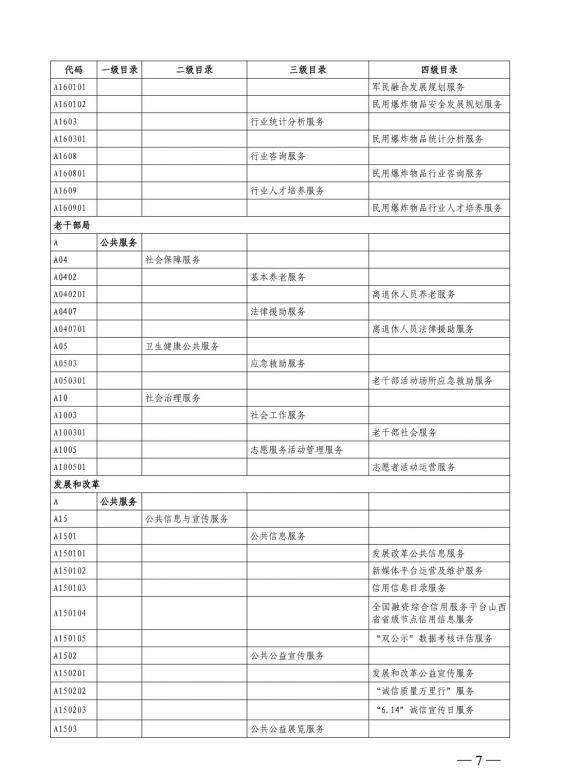 代码 一级目录 二级目录 三级目录 四级目录
A160101 军民融合发展规划服务
A160102 民用爆炸物品安全发展规划服务
A1603 行业统计分析服务
A160301 民用爆炸物品统计分析服务
A1608 行业咨询服务
A160801 民用爆炸物品行业咨询服务
A1609 行业人才培养服务
A160901 民用爆炸物品行业人才培养服务
老干部局
A 公共服务
A04 社会保障服务
A0402 基本养老服务
A040201 离退休人员养老服务
A0407 法律援助服务
A040701 离退休人员法律援助服务
A05 卫生健康公共服务
A0503 应急救助服务
A050301 老干部活动场所应急救助服务
A10 社会治理服务
A1003 社会工作服务
A100301 老干部社会服务
A1005 志愿服务活动管理服务
A100501 志愿者活动运营服务
发展和改革
A 公共服务
A15 公共信息与宣传服务
A1501 公共信息服务
A150101 发展改革公共信息服务
A150102 新媒体平台运营及维护服务
A150103 信用信息目录服务
A150104 全国融资综合信用服务平台山西
省省级节点信用信息服务
A150105 “双公示”数据考核评估服务
A1502 公共公益宣传服务
A150201 发展和改革公益宣传服务
A150202 “诚信质量万里行”服务
A150203 “6.14”诚信宣传日服务
A1503 公共公益展览服务
— 7 —